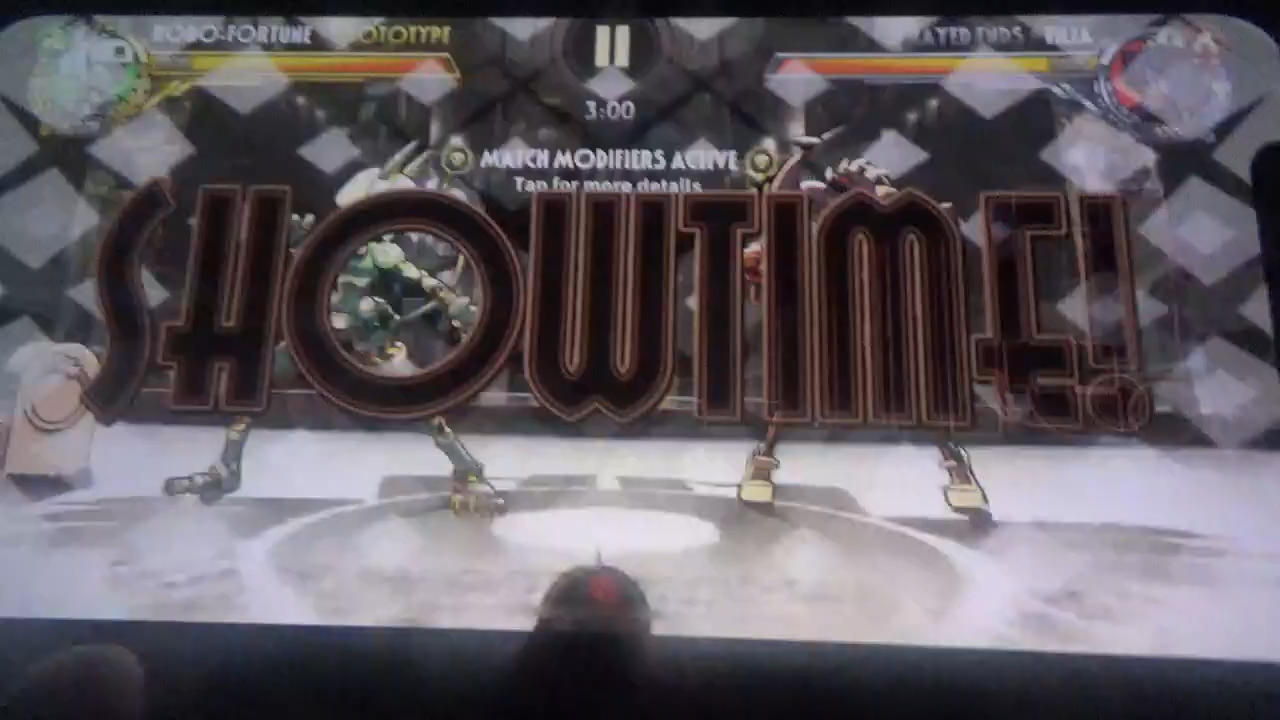 ROBO-FORTUNE
3:00
MATCH MODIFIERS ACTIVE
Tap for more details
SHOWTIME!